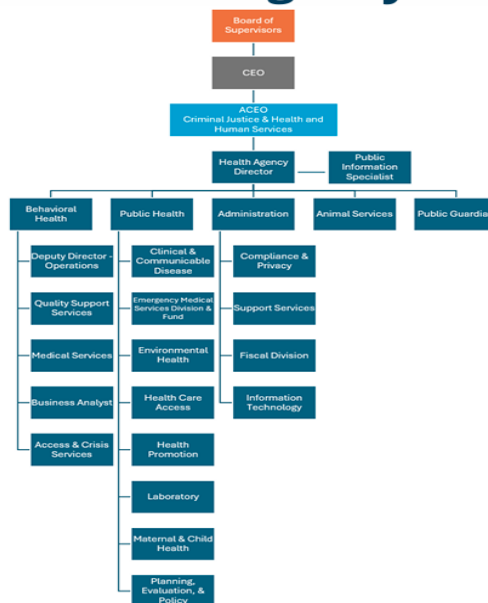 Board of
Supervisors
CEO
ACEO
Criminal Justice & Health and
Human Services
Health Agency
Director
Public
Information
Specialist
Behavioral
Health
Public Health
Administration
Animal Services
Public Guardia
Deputy Director -
Operations
Quality Support
Services
Medical Services
Business Analyst
Access & Crisis
Services
Clinical &
Communicable
Disease
Emergency Medical
Services Division &
Fund
Environmental
Health
Health Care
Access
Health
Promotion
Laboratory
Maternal & Child
Health
Planning,
Evaluation, &
Policy
Compliance &
Privacy
Support Services
Fiscal Division
Information
Technology